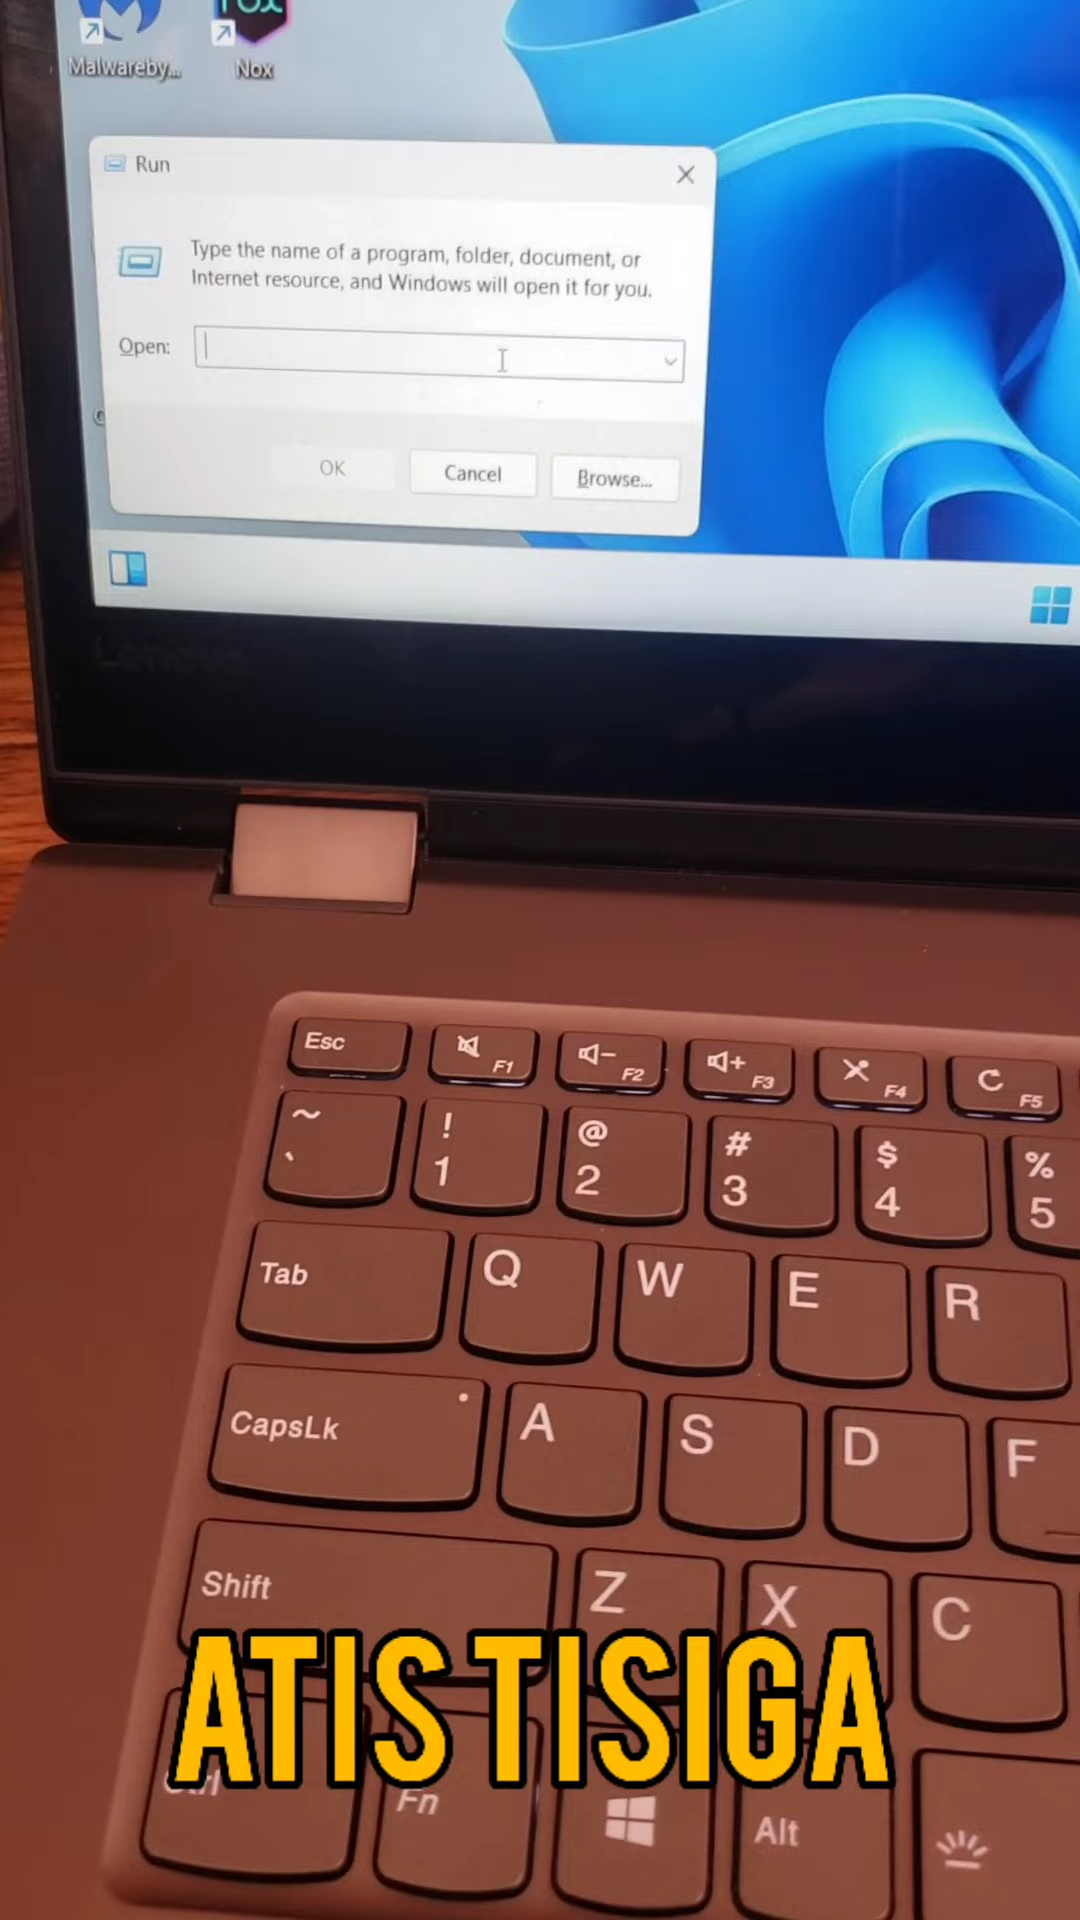 Malwareby...
Nox
Run
Type the name of a program, folder, document, or
Internet resource, and Windows will open it for you.
Open:
OK
Cancel
Browse...
Lenovo
Esc
F1
F2
F3
F4
F5
~
`
!
1
@
2
#
3
$
4
%
5
Tab
Q
W
E
R
CapsLk
A
S
D
F
Shift
Z
X
C
ATIS TISIGA
Ctrl
Fn
Alt